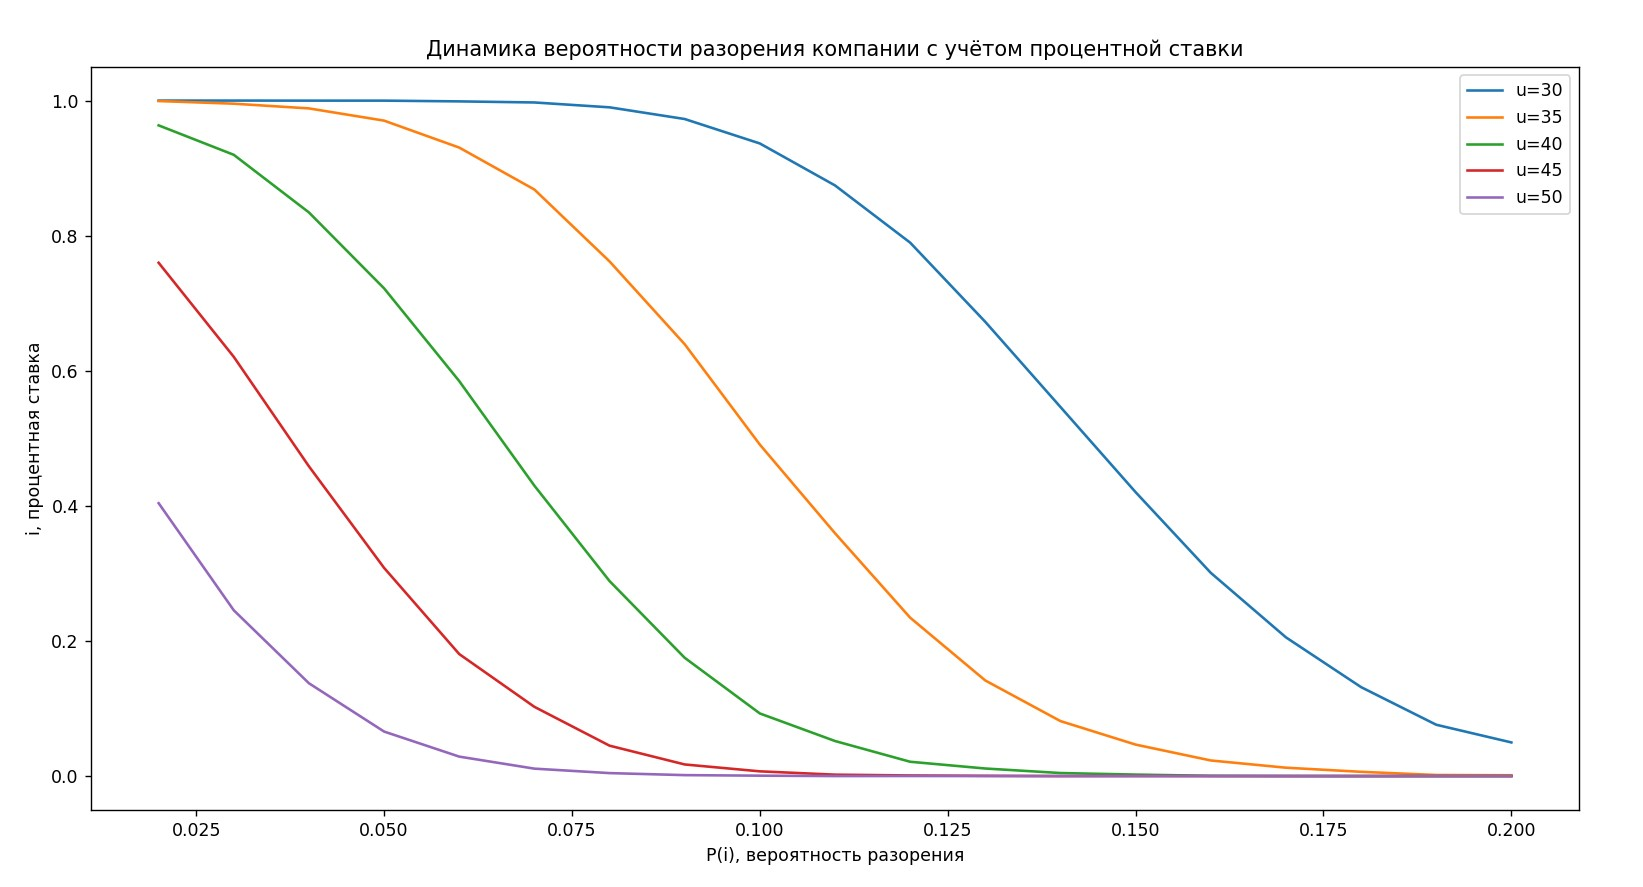 Динамика вероятности разорения компании с учётом процентной ставки
u=30
u=35
u=40
u=45
u=50
i, процентная ставка
1.0
0.8
0.6
0.4
0.2
0.0
0.025 0.050 0.075 0.100 0.125 0.150 0.175 0.200
P(i), вероятность разорения